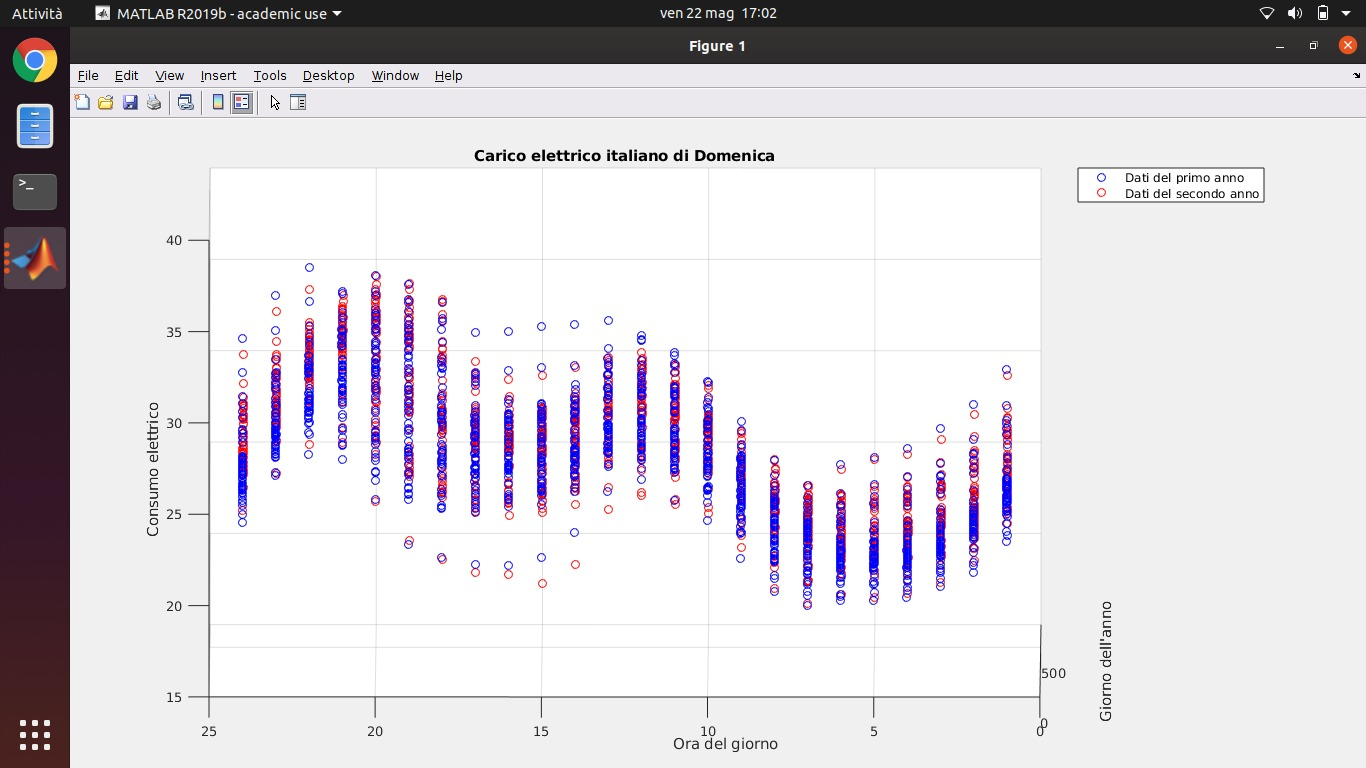 Attività
MATLAB R2019b - academic use
ven 22 mag 17:02
Figure 1
File Edit View Insert Tools Desktop Window Help
Carico elettrico italiano di Domenica
Dati del primo anno
Dati del secondo anno
40
35
30
25
20
15
Consumo elettrico
25 20 15 10 5 0
Ora del giorno
500
0
Giorno dell'anno
>_